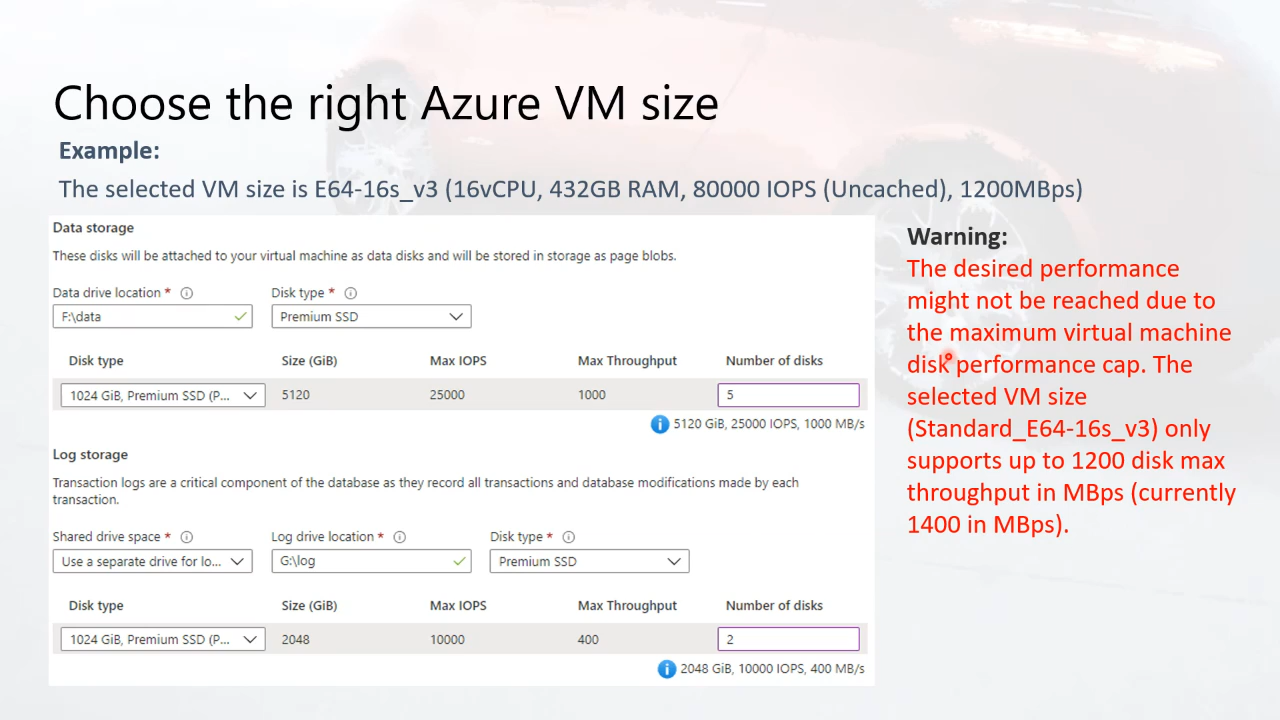 Choose the right Azure VM size
Example:
The selected VM size is E64-16s_v3 (16vCPU, 432GB RAM, 80000 IOPS (Uncached), 1200MBps)
Data storage
These disks will be attached to your virtual machine as data disks and will be stored in storage as page blobs.
Data drive location *
Disk type *
F:\data
Premium SSD
Disk type Size (GiB) Max IOPS Max Throughput Number of disks
1024 GiB, Premium SSD (P... 5120 25000 1000 5
5120 GiB, 25000 IOPS, 1000 MB/s
Log storage
Transaction logs are a critical component of the database as they record all transactions and database modifications made by each
transaction.
Shared drive space * Log drive location * Disk type *
Use a separate drive for lo... G:\log Premium SSD
Disk type Size (GiB) Max IOPS Max Throughput Number of disks
1024 GiB, Premium SSD (P... 2048 10000 400 2
2048 GiB, 10000 IOPS, 400 MB/s
Warning:
The desired performance
might not be reached due to
the maximum virtual machine
disk performance cap. The
selected VM size
(Standard_E64-16s_v3) only
supports up to 1200 disk max
throughput in MBps (currently
1400 in MBps).